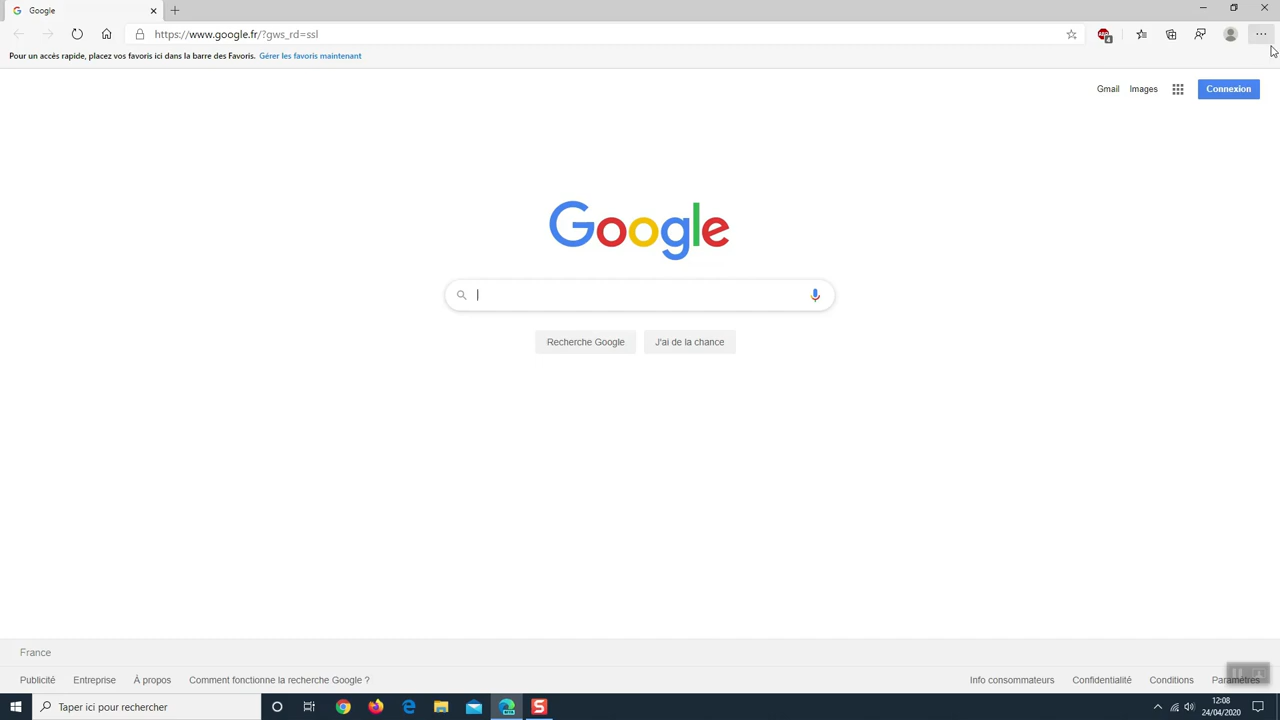 Google
https://www.google.fr/?gws_rd=ssl
ABP
4
Pour un accès rapide, placez vos favoris ici dans la barre des Favoris. Gérer les favoris maintenant
Gmail Images Connexion
Google
Recherche Google J'ai de la chance
France
Publicité Entreprise À propos Comment fonctionne la recherche Google ? Info consommateurs Confidentialité Conditions Paramètres
Taper ici pour rechercher
S
12:08
24/04/2020